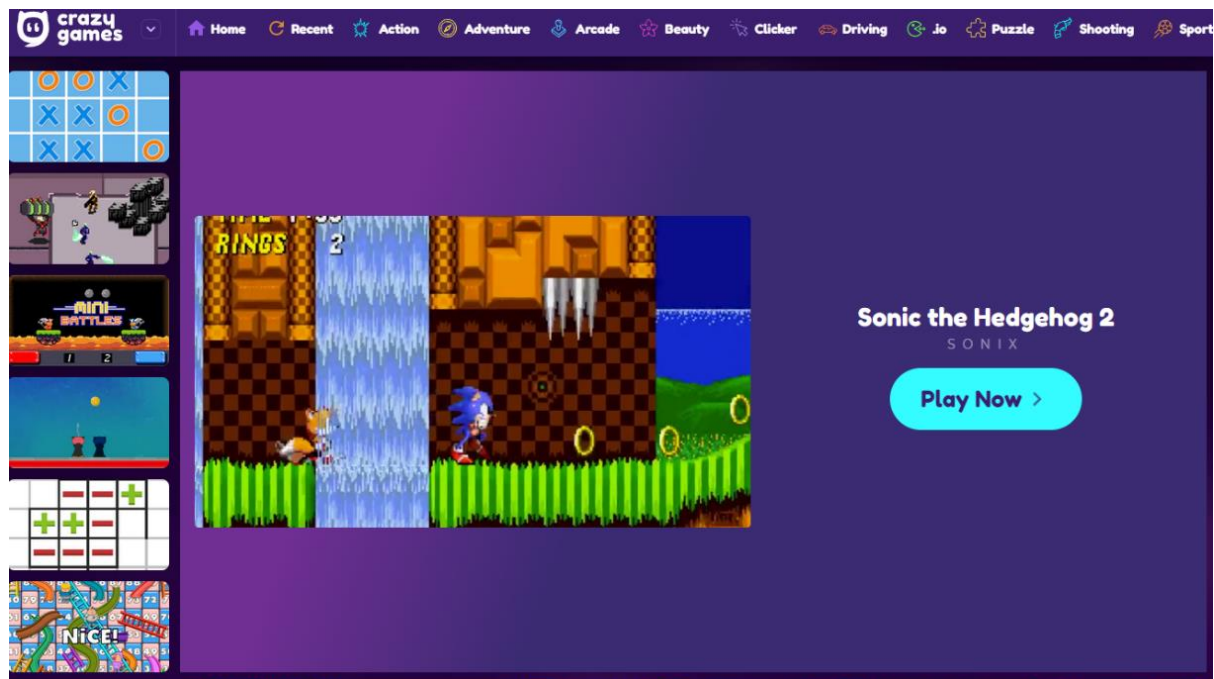 crazy
games
Home
Recent
Action
Adventure
Arcade
Beauty
Clicker
Driving
.io
Puzzle
Shooting
Sport
RINGS 2
MINI
BATTLES
1 2
NiCE!
Sonic the Hedgehog 2
SONIX
Play Now